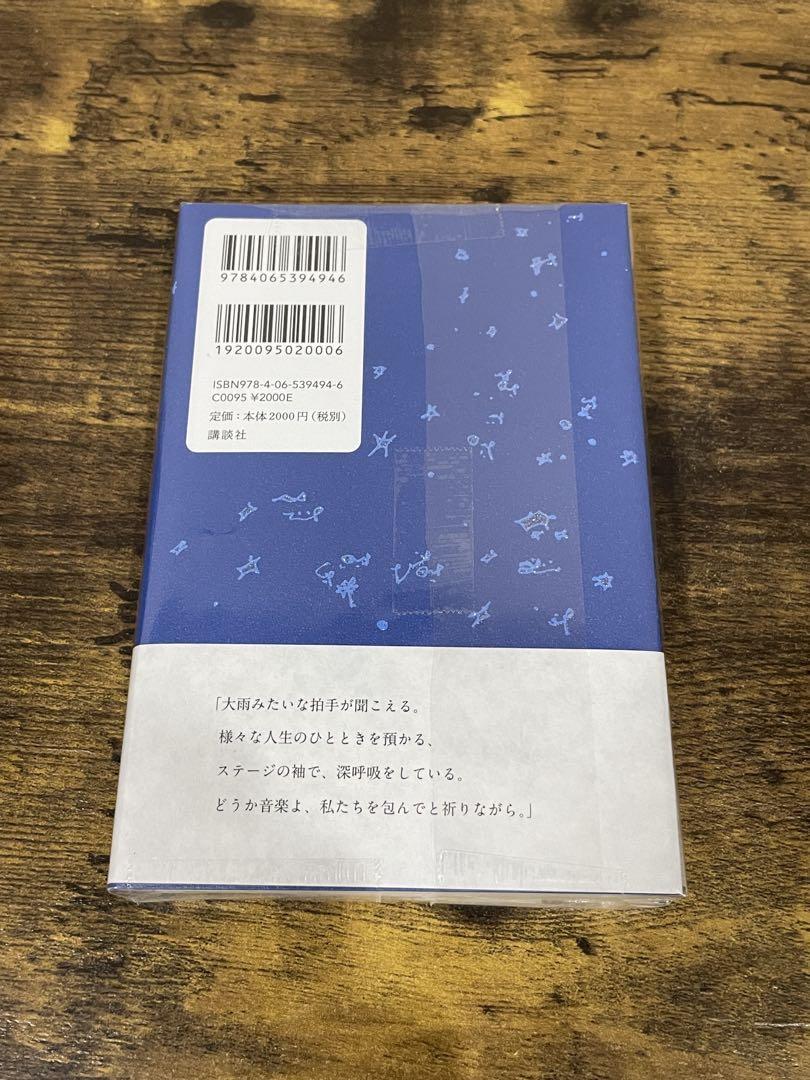 9784065394946
1920095020006
ISBN978-4-06-539494-6
C0095 ¥2000E
定価：本体2000円（税別）
講談社
「大雨みたいな拍手が聞こえる。
様々な人生のひとときを預かる、
ステージの袖で、深呼吸をしている。
どうか音楽よ、私たちを包んでと祈りながら。」